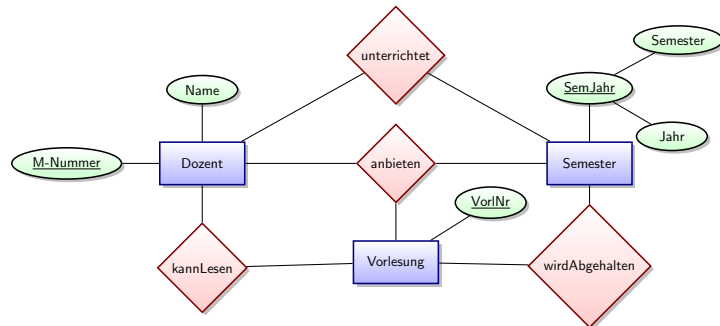 Semester
unterrichtet
Name
SemJahr
Jahr
M-Nummer
Dozent
anbieten
Semester
VorlNr
kannLesen
Vorlesung
wirdAbgehalten